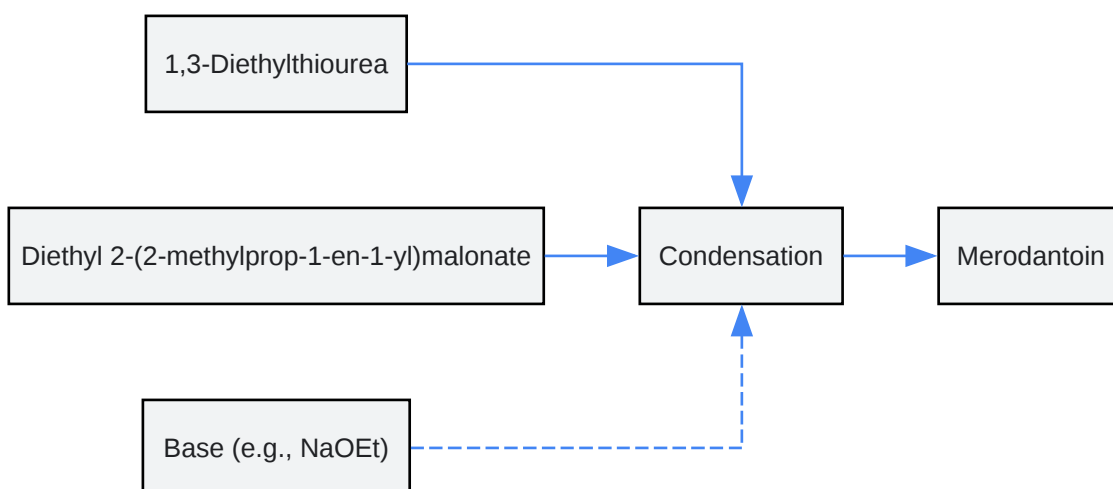 1,3-Diethylthiourea
Diethyl 2-(2-methylprop-1-en-1-yl)malonate
Condensation
Merodantoin
Base (e.g., NaOEt)